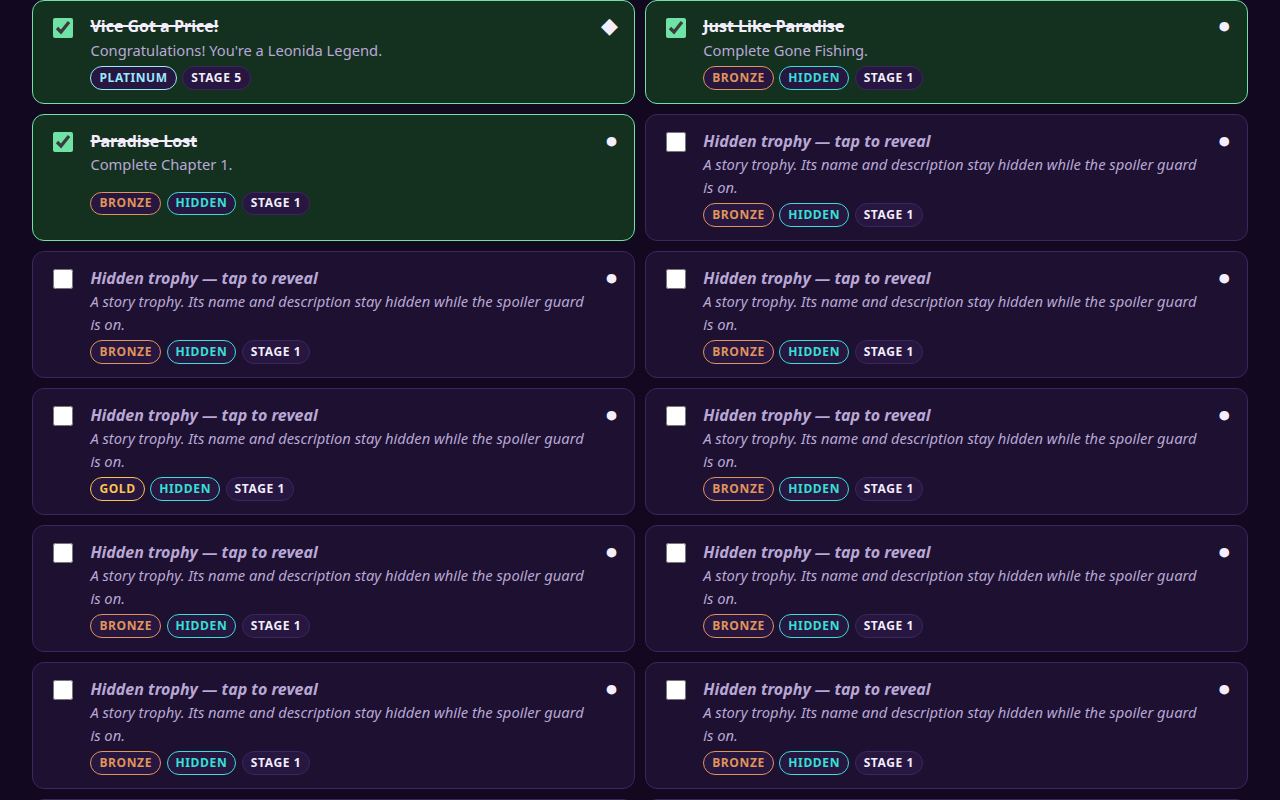 Vice Got a Price!
Congratulations! You're a Leonida Legend.
PLATINUM STAGE 5
Just Like Paradise
Complete Gone Fishing.
BRONZE HIDDEN STAGE 1
Paradise Lost
Complete Chapter 1.
BRONZE HIDDEN STAGE 1
Hidden trophy — tap to reveal
A story trophy. Its name and description stay hidden while the spoiler guard
is on.
BRONZE HIDDEN STAGE 1
Hidden trophy — tap to reveal
A story trophy. Its name and description stay hidden while the spoiler guard
is on.
BRONZE HIDDEN STAGE 1
Hidden trophy — tap to reveal
A story trophy. Its name and description stay hidden while the spoiler guard
is on.
BRONZE HIDDEN STAGE 1
Hidden trophy — tap to reveal
A story trophy. Its name and description stay hidden while the spoiler guard
is on.
GOLD HIDDEN STAGE 1
Hidden trophy — tap to reveal
A story trophy. Its name and description stay hidden while the spoiler guard
is on.
BRONZE HIDDEN STAGE 1
Hidden trophy — tap to reveal
A story trophy. Its name and description stay hidden while the spoiler guard
is on.
BRONZE HIDDEN STAGE 1
Hidden trophy — tap to reveal
A story trophy. Its name and description stay hidden while the spoiler guard
is on.
BRONZE HIDDEN STAGE 1
Hidden trophy — tap to reveal
A story trophy. Its name and description stay hidden while the spoiler guard
is on.
BRONZE HIDDEN STAGE 1
Hidden trophy — tap to reveal
A story trophy. Its name and description stay hidden while the spoiler guard
is on.
BRONZE HIDDEN STAGE 1